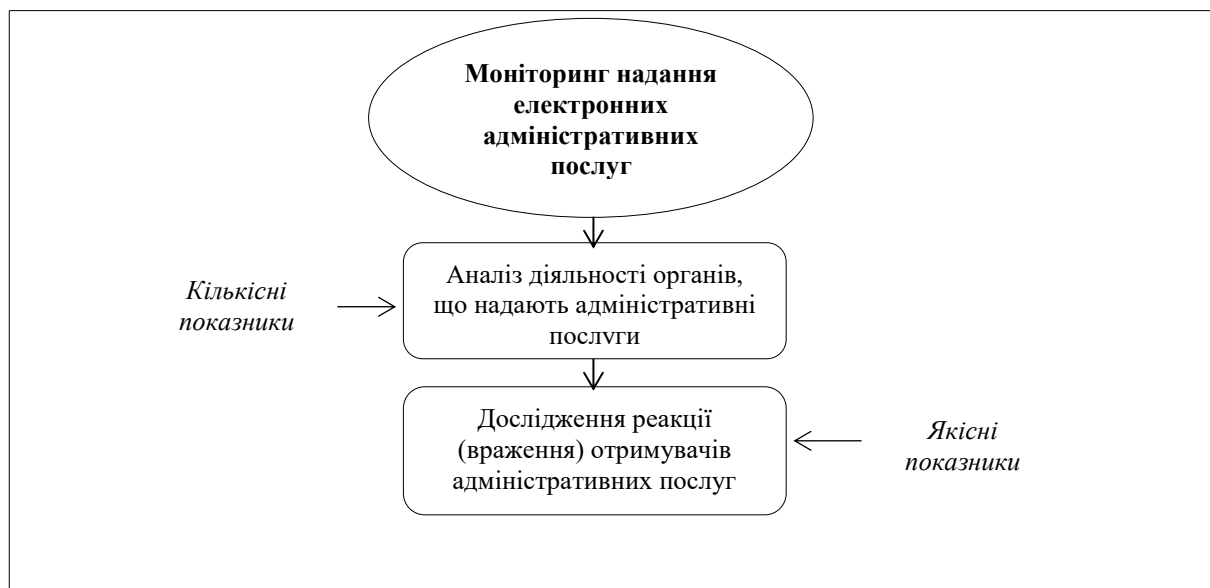 Моніторинг надання
електронних
адміністративних
послуг
Аналіз діяльності органів,
що надають адміністративні
послуги
Кількісні
показники
Дослідження реакції
(враження) отримувачів
адміністративних послуг
Якісні
показники